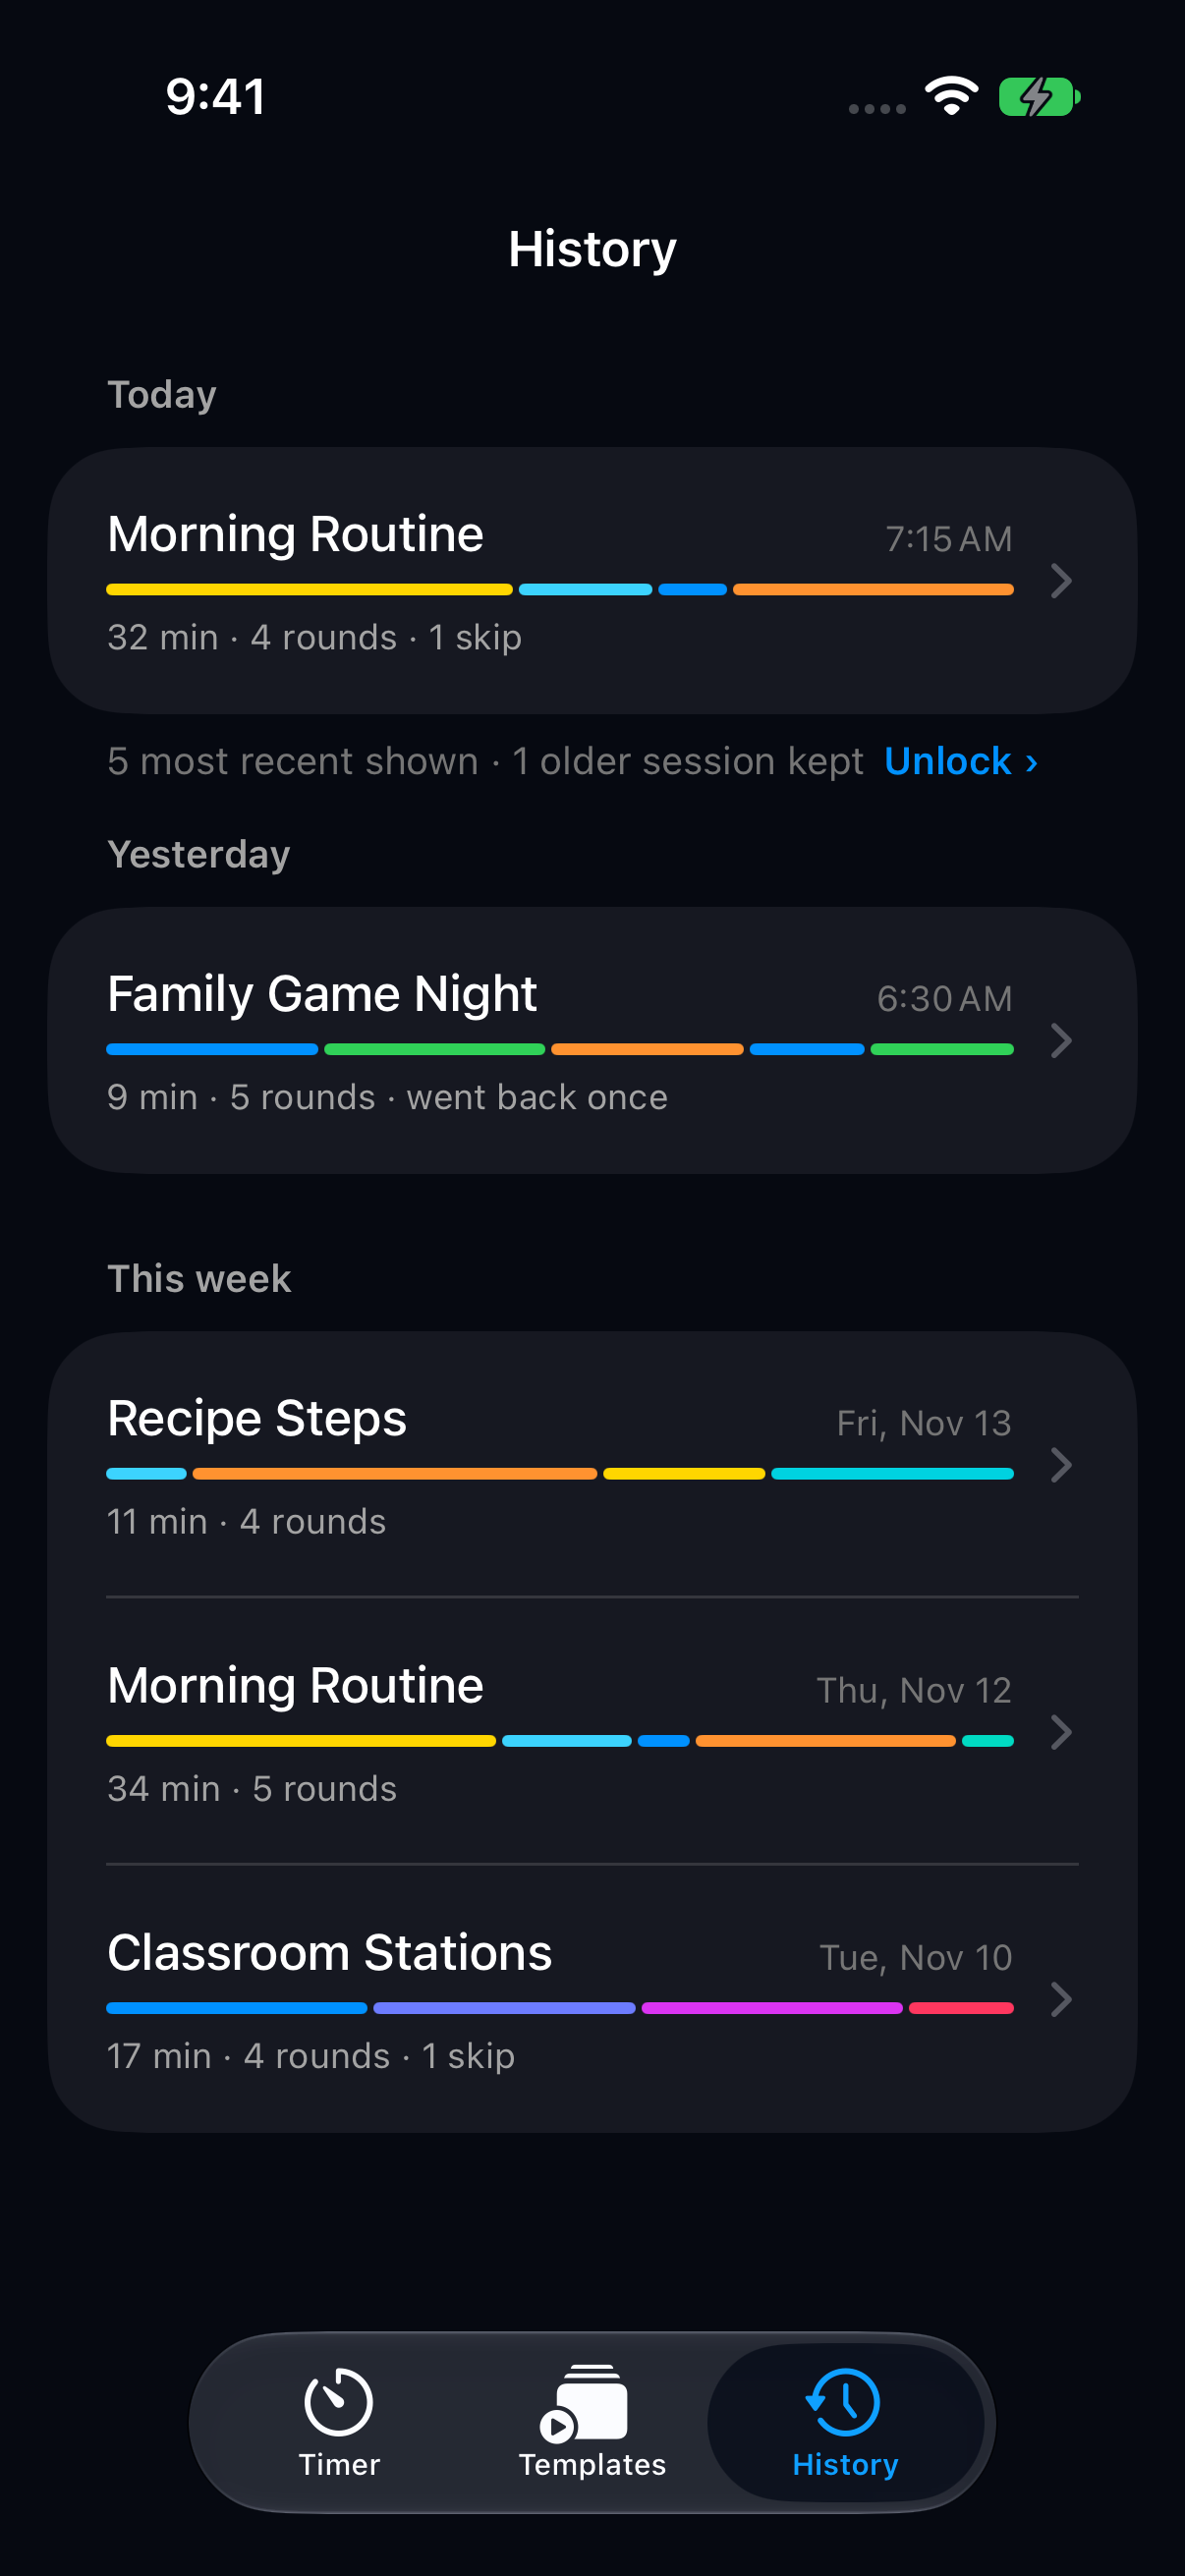 9:41
History
Today
Morning Routine 7:15 AM
32 min · 4 rounds · 1 skip
5 most recent shown · 1 older session kept Unlock ›
Yesterday
Family Game Night 6:30 AM
9 min · 5 rounds · went back once
This week
Recipe Steps Fri, Nov 13
11 min · 4 rounds
Morning Routine Thu, Nov 12
34 min · 5 rounds
Classroom Stations Tue, Nov 10
17 min · 4 rounds · 1 skip
Timer Templates History